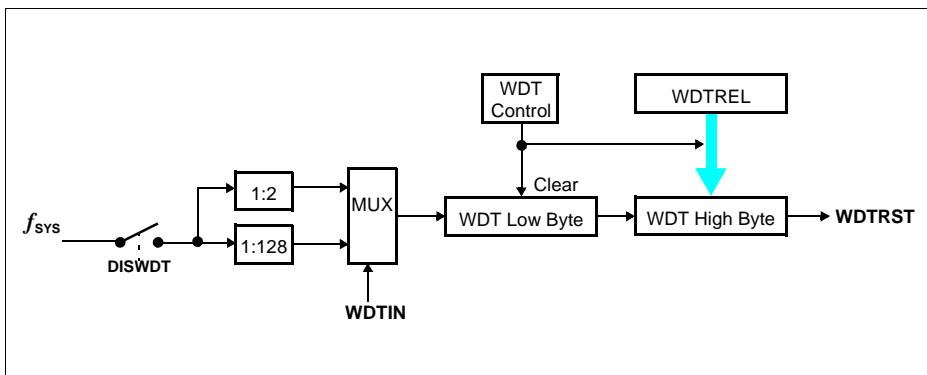 WDT
Control
WDTREL
Clear
1:2
MUX
WDT Low Byte
WDT High Byte
WDTRST
fSYS
1:128
DISWDT
WDTIN